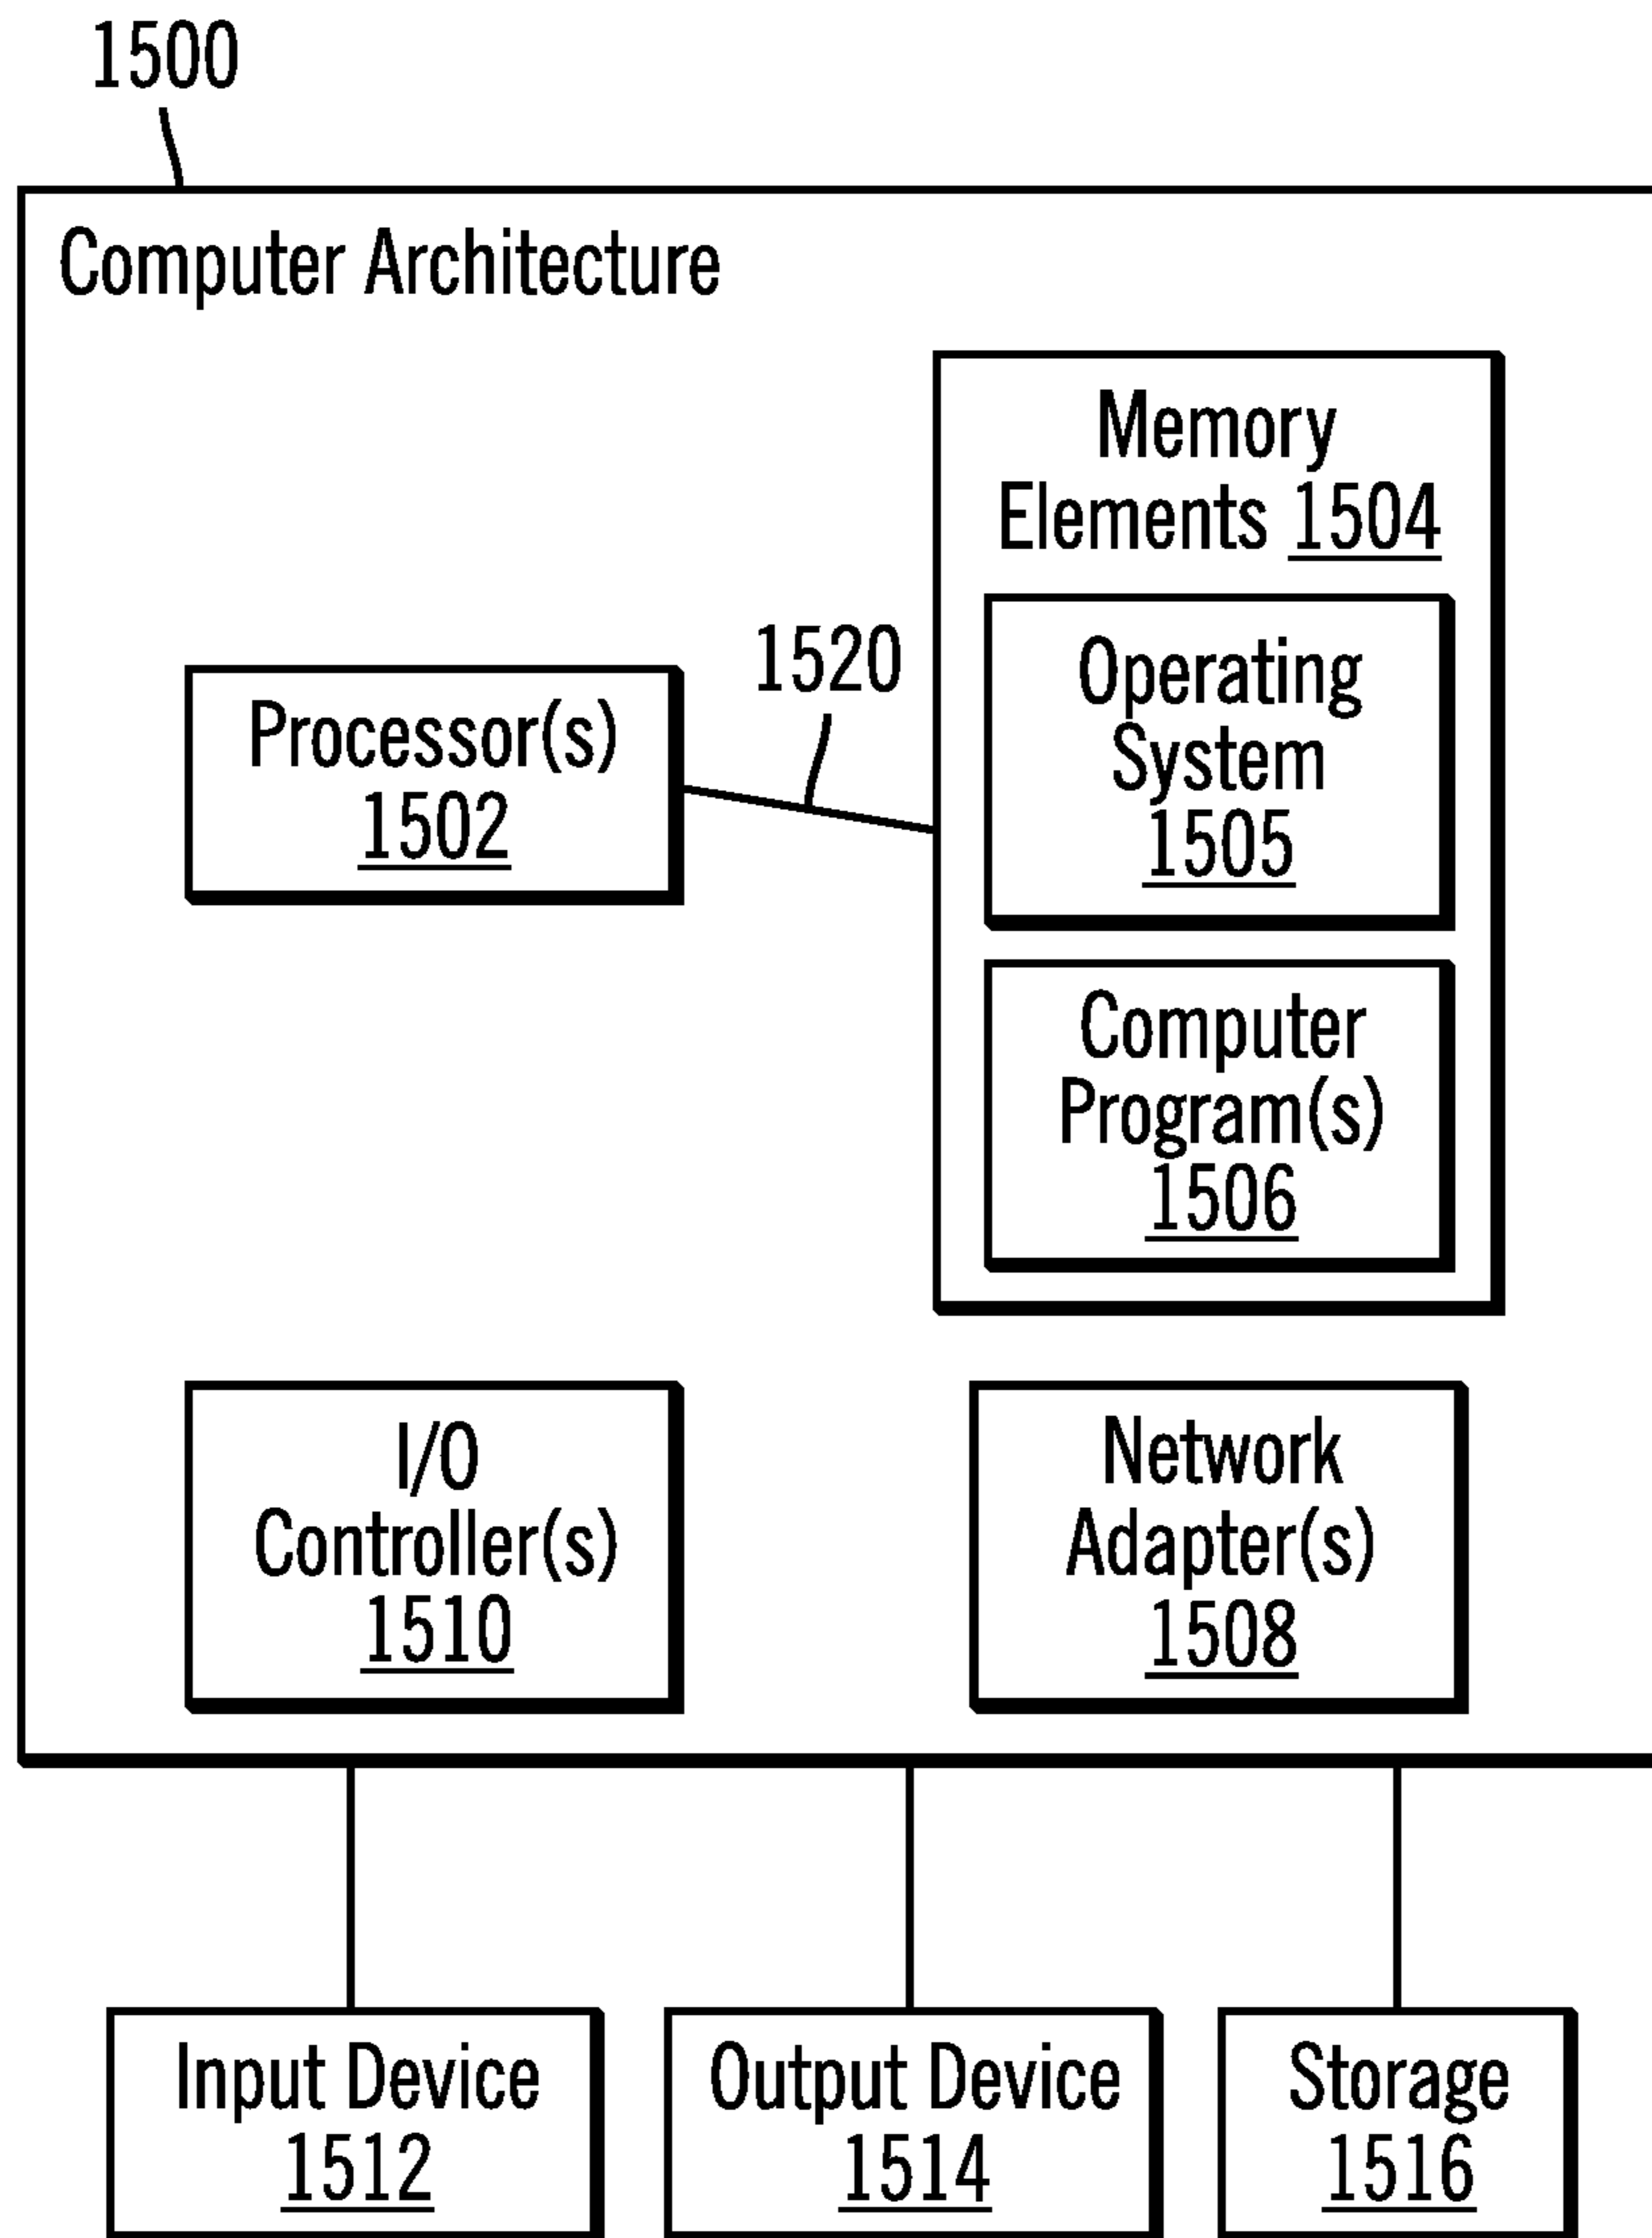 1500
Computer Architecture
Memory
Elements 1504
Operating
System
1505
1520
Processor(s)
1502
Computer
Program(s)
1506
I/O
Controller(s)
1510
Network
Adapter(s)
1508
Input Device
1512
Output Device
1514
Storage
1516